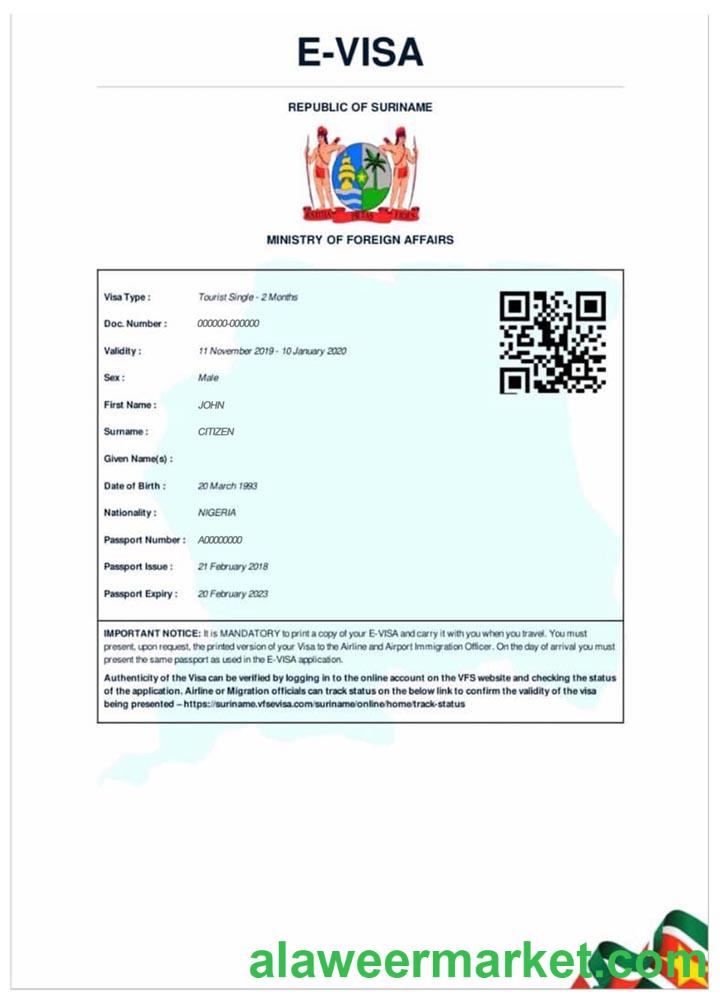 E-VISA
REPUBLIC OF SURINAME
JUSTITIA PIETAS FIDES
MINISTRY OF FOREIGN AFFAIRS
Visa Type : Tourist Single - 2 Months
Doc. Number : 000000-000000
Validity : 11 November 2019 - 10 January 2020
Sex : Male
First Name : JOHN
Surname : CITIZEN
Given Name(s) :
Date of Birth : 20 March 1993
Nationality : NIGERIA
Passport Number : A00000000
Passport Issue : 21 February 2018
Passport Expiry : 20 February 2023
IMPORTANT NOTICE: It is MANDATORY to print a copy of your E-VISA and carry it with you when you travel. You must
present, upon request, the printed version of your Visa to the Airline and Airport Immigration Officer. On the day of arrival you must
present the same passport as used in the E-VISA application.
Authenticity of the Visa can be verified by logging in to the online account on the VFS website and checking the status
of the application. Airline or Migration officials can track status on the below link to confirm the validity of the visa
being presented – https://suriname.vfsevisa.com/suriname/online/home/track-status
alaweermarket.com